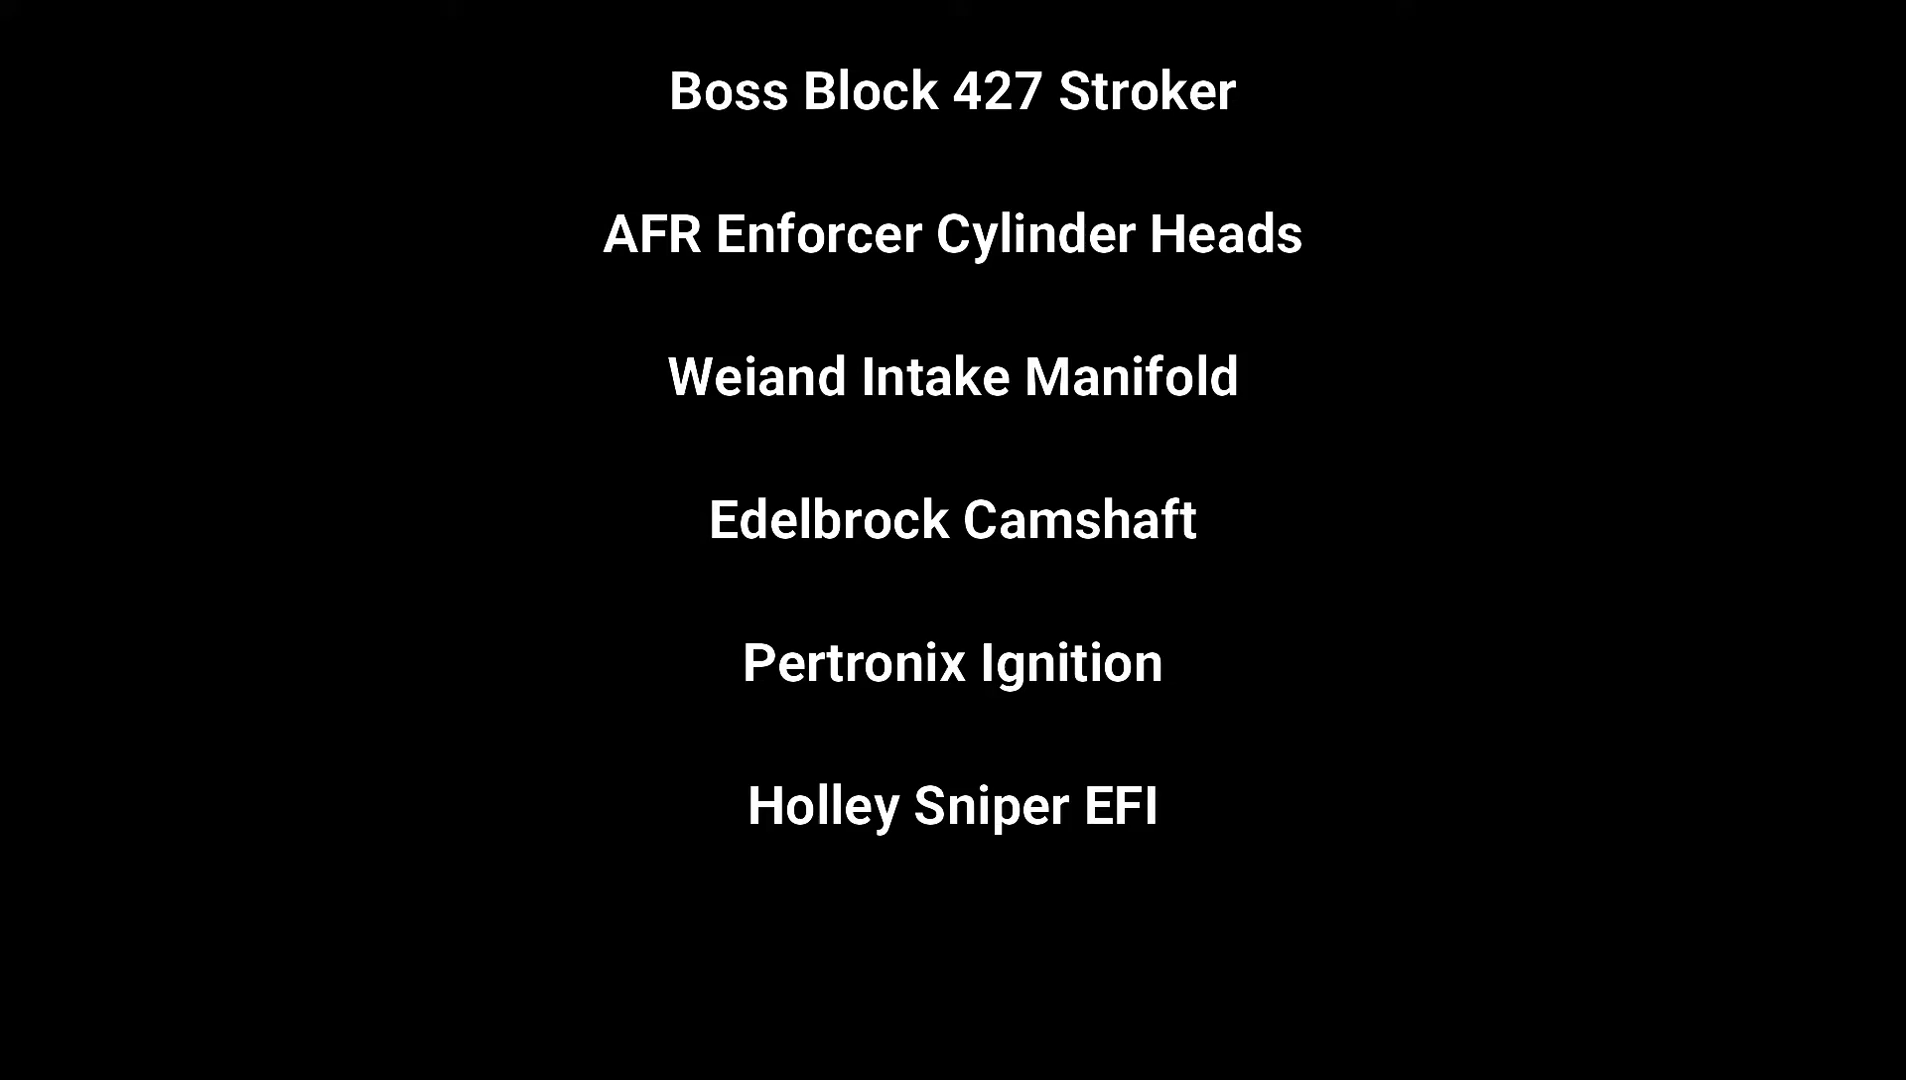 Boss Block 427 Stroker
AFR Enforcer Cylinder Heads
Weiand Intake Manifold
Edelbrock Camshaft
Pertronix Ignition
Holley Sniper EFI